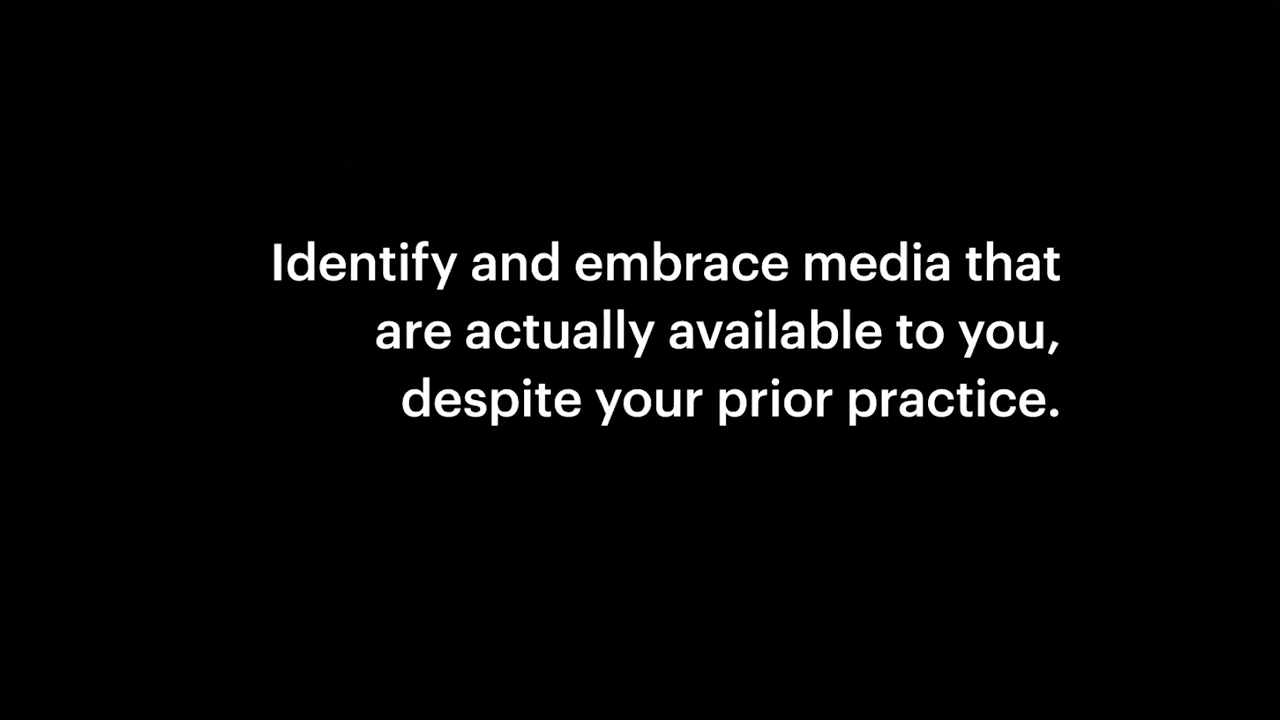 Identify and embrace media that
are actually available to you,
despite your prior practice.